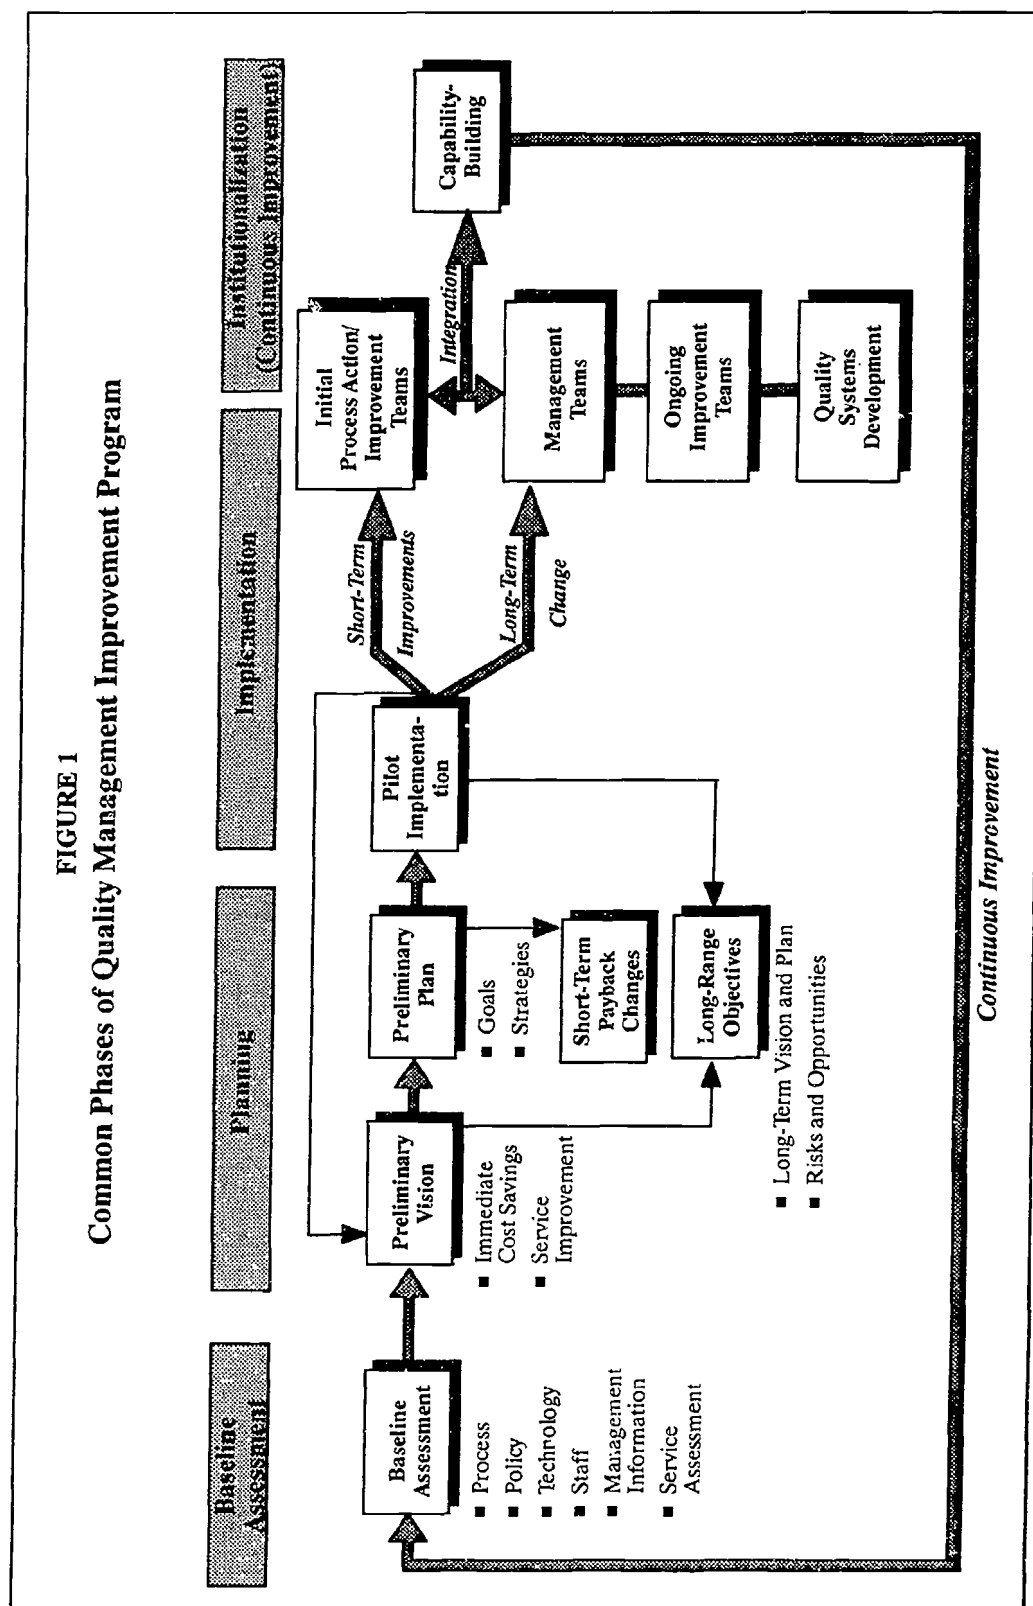 FIGURE 1
Common Phases of Quality Management Improvement Program
Baseline
Assessment
Planning
Implementation
Institutionalization
(Continuous Improvement)
Baseline
Assessment
■ Process
■ Policy
■ Technology
■ Staff
■ Management
Information
■ Service
Assessment
Preliminary
Vision
■ Immediate
Cost Savings
■ Service
Improvement
Preliminary
Plan
■ Goals
■ Strategies
Short-Term
Payback
Changes
Long-Range
Objectives
■ Long-Term Vision and Plan
■ Risks and Opportunities
Pilot
Implementa-
tion
Short-Term
Improvements
Long-Term
Change
Initial
Process Action/
Improvement
Teams
Integration
Management
Teams
Ongoing
Improvement
Teams
Quality
Systems
Development
Capability-
Building
Continuous Improvement